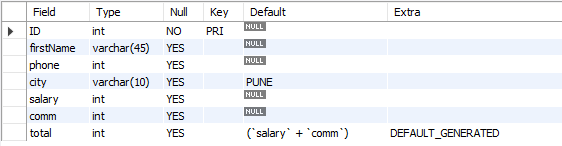 Field Type Null Key Default Extra
ID int NO PRI NULL
firstName varchar(45) YES NULL
phone int YES NULL
city varchar(10) YES PUNE
salary int YES NULL
comm int YES NULL
total int YES (`salary` + `comm`) DEFAULT_GENERATED